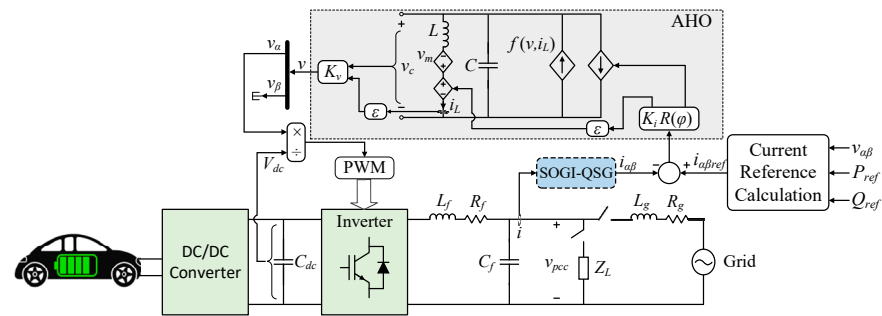 AHO
L
v_α
v
v_β
K_v
v_c
+
−
v_m
C
f(v,i_L)
i_L
ε
ε
K_i R(φ)
×
÷
V_dc
PWM
SOGI-QSG
i_αβ
−
+
i_αβref
Current
Reference
Calculation
v_αβ
P_ref
Q_ref
DC/DC
Converter
C_dc
Inverter
L_f
R_f
C_f
i
+
v_pcc
−
Z_L
L_g
R_g
Grid